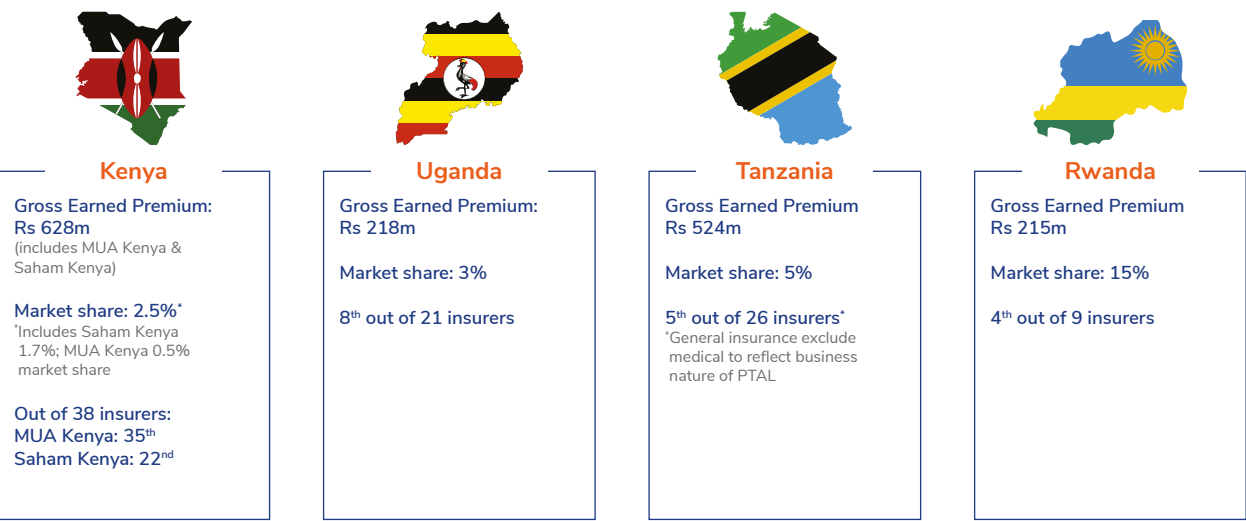 Kenya
Gross Earned Premium:
Rs 628m
(includes MUA Kenya &
Saham Kenya)
Market share: 2.5%*
*Includes Saham Kenya
1.7%; MUA Kenya 0.5%
market share
Out of 38 insurers:
MUA Kenya: 35th
Saham Kenya: 22nd
Uganda
Gross Earned Premium:
Rs 218m
Market share: 3%
8th out of 21 insurers
Tanzania
Gross Earned Premium
Rs 524m
Market share: 5%
5th out of 26 insurers*
*General insurance exclude
medical to reflect business
nature of PTAL
Rwanda
Gross Earned Premium
Rs 215m
Market share: 15%
4th out of 9 insurers